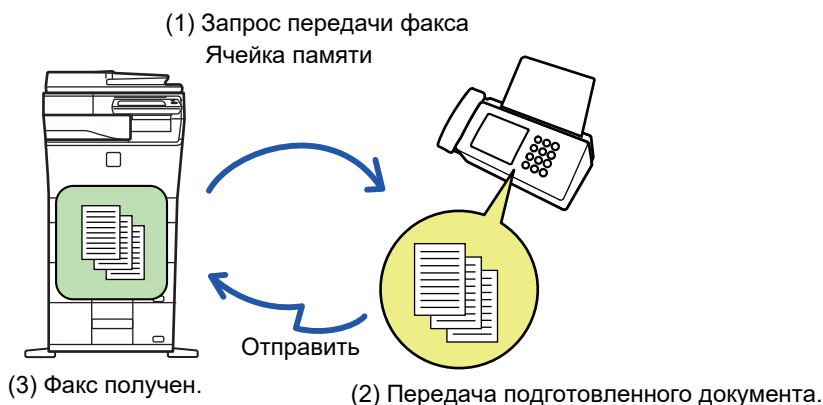 (1) Запрос передачи факса
Ячейка памяти
Отправить
(3) Факс получен.
(2) Передача подготовленного документа.